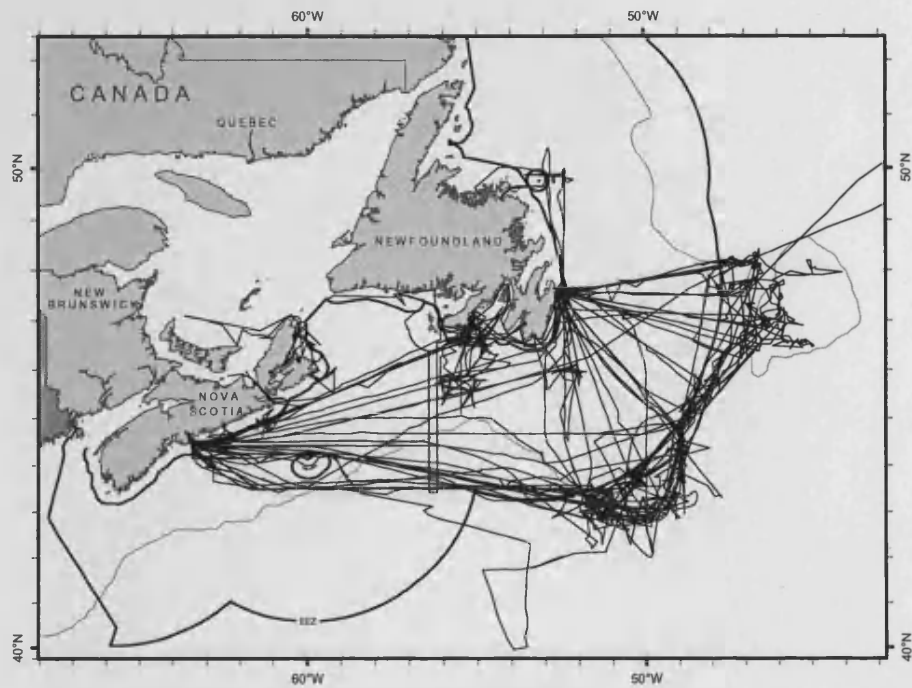 60°W 50°W
CANADA
QUEBEC
50°N 50°N
NEWFOUNDLAND
NEW
BRUNSWICK
NOVA
SCOTIA
EEZ
40°N 40°N
60°W 50°W